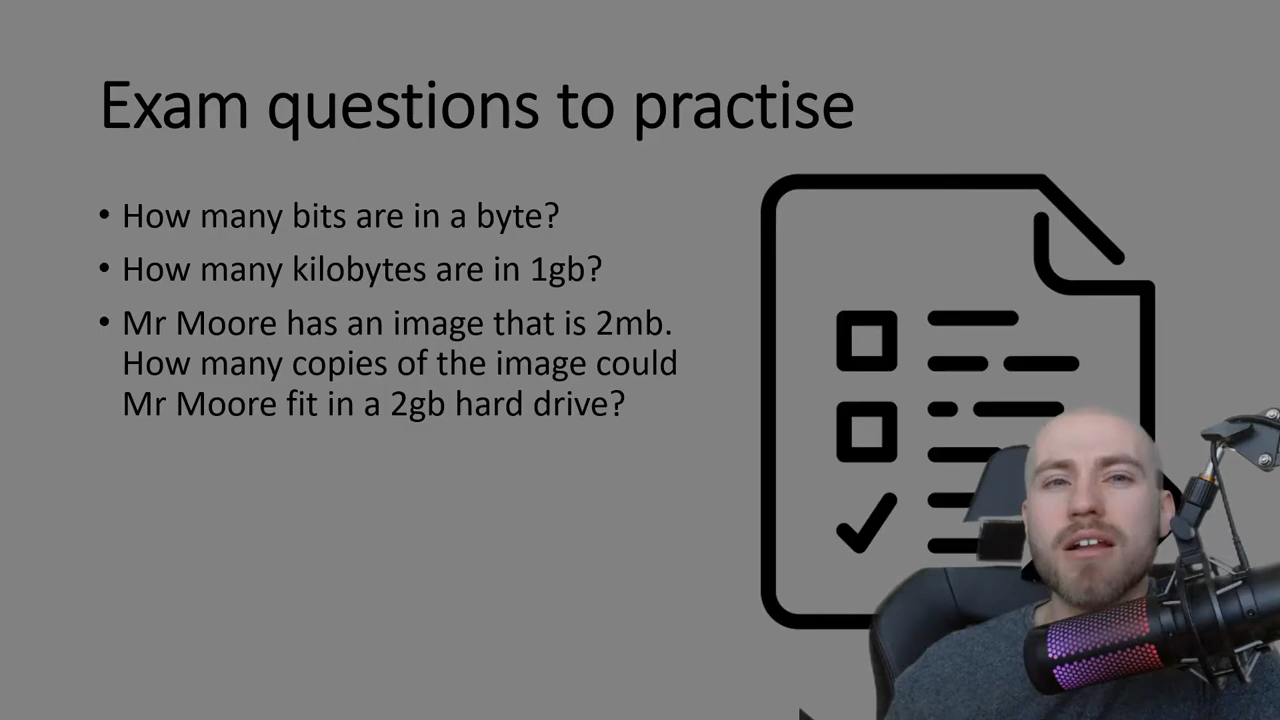 Exam questions to practise
• How many bits are in a byte?
• How many kilobytes are in 1gb?
• Mr Moore has an image that is 2mb.
How many copies of the image could
Mr Moore fit in a 2gb hard drive?